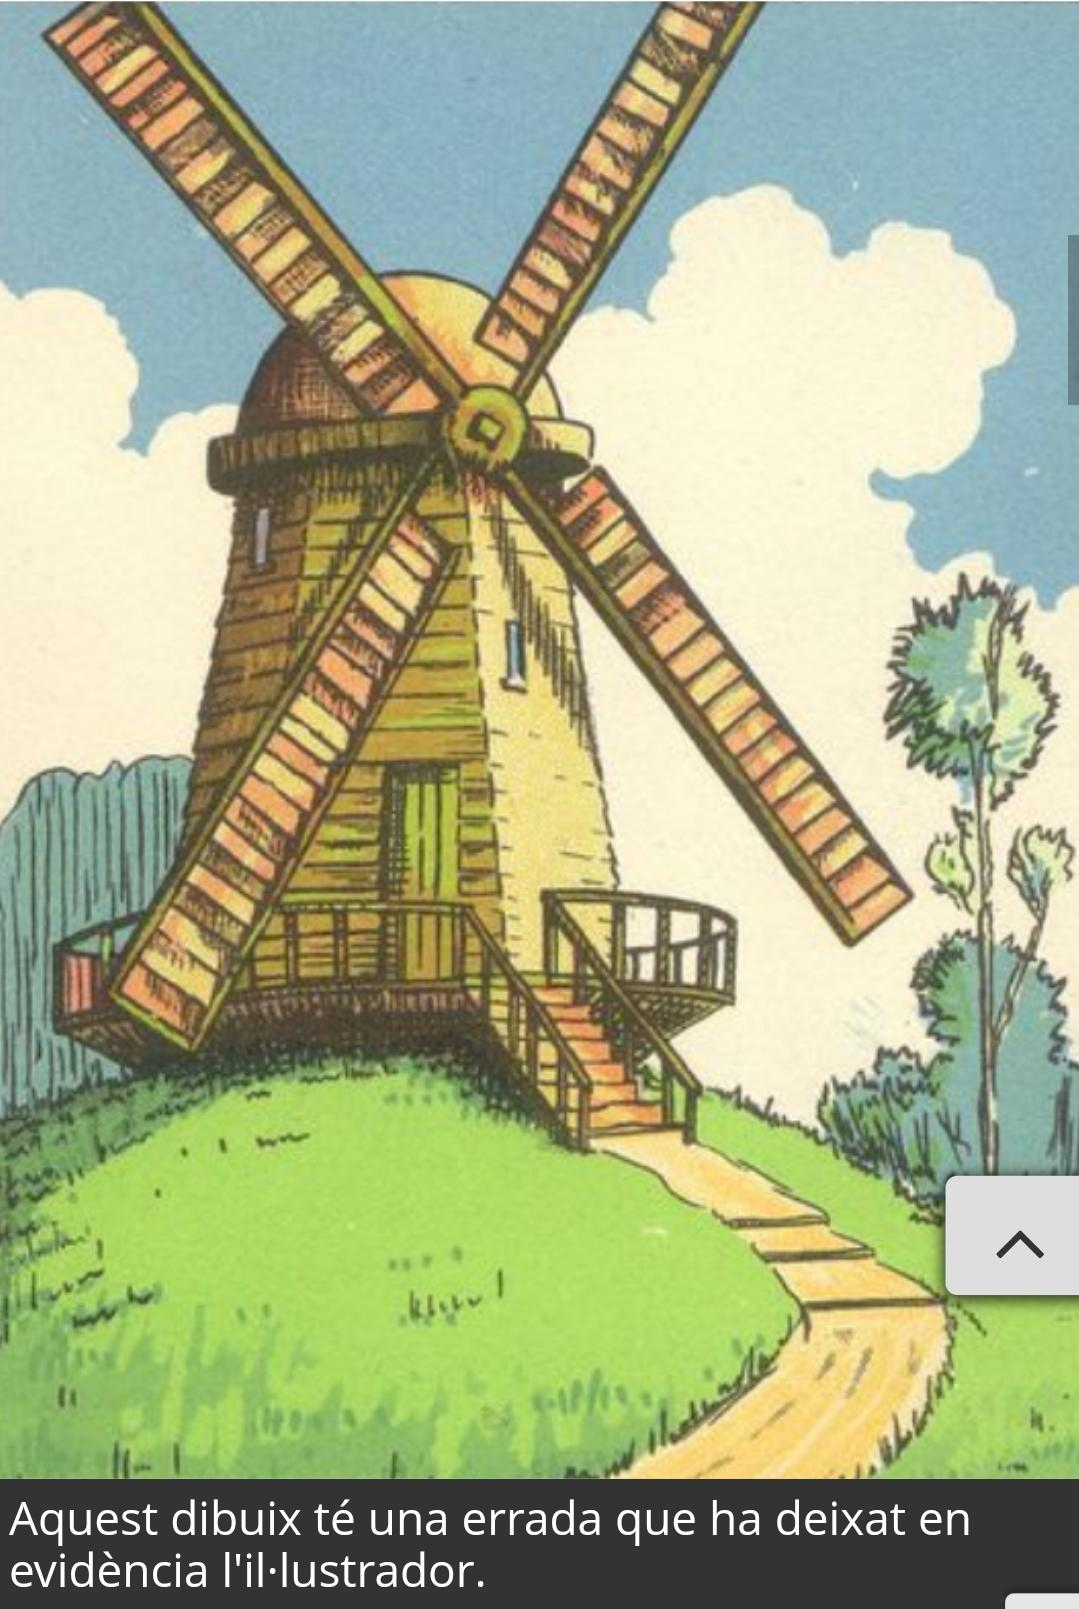 Aquest dibuix té una errada que ha deixat en
evidència l'il·lustrador.